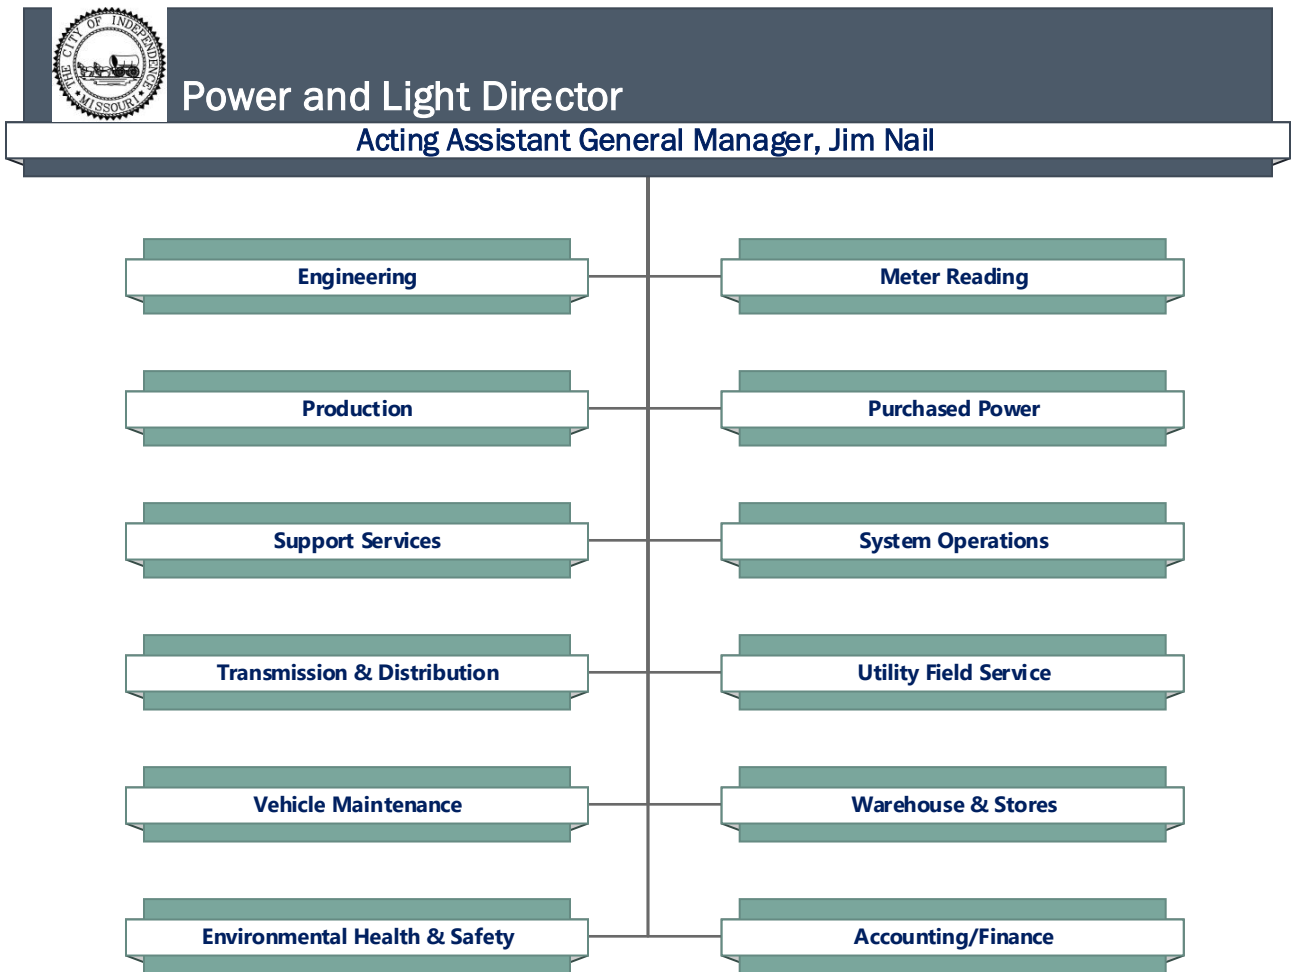 THE CITY OF INDEPENDENCE
MISSOURI
Power and Light Director
Acting Assistant General Manager, Jim Nail
Engineering
Meter Reading
Production
Purchased Power
Support Services
System Operations
Transmission & Distribution
Utility Field Service
Vehicle Maintenance
Warehouse & Stores
Environmental Health & Safety
Accounting/Finance